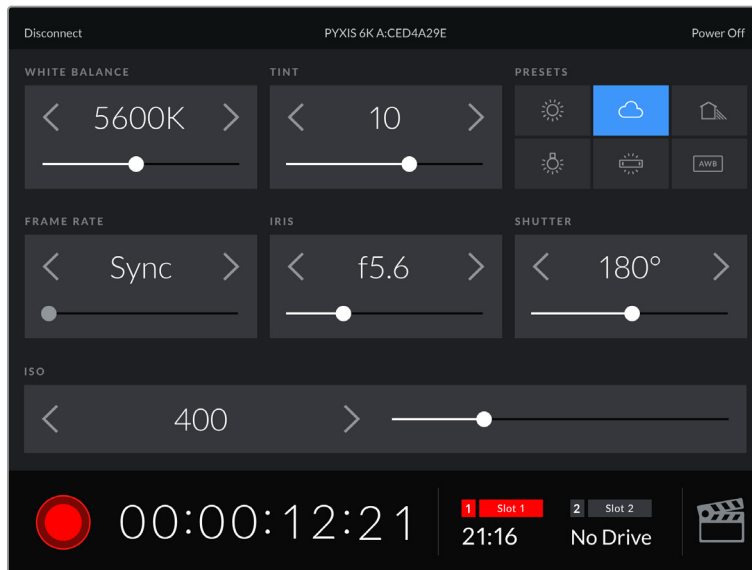 Disconnect PYXIS 6K A:CED4A29E Power Off
WHITE BALANCE TINT PRESETS
5600K 10
AWB
FRAME RATE IRIS SHUTTER
Sync f5.6 180°
ISO
400
00:00:12:21 1 Slot 1 2 Slot 2
21:16 No Drive